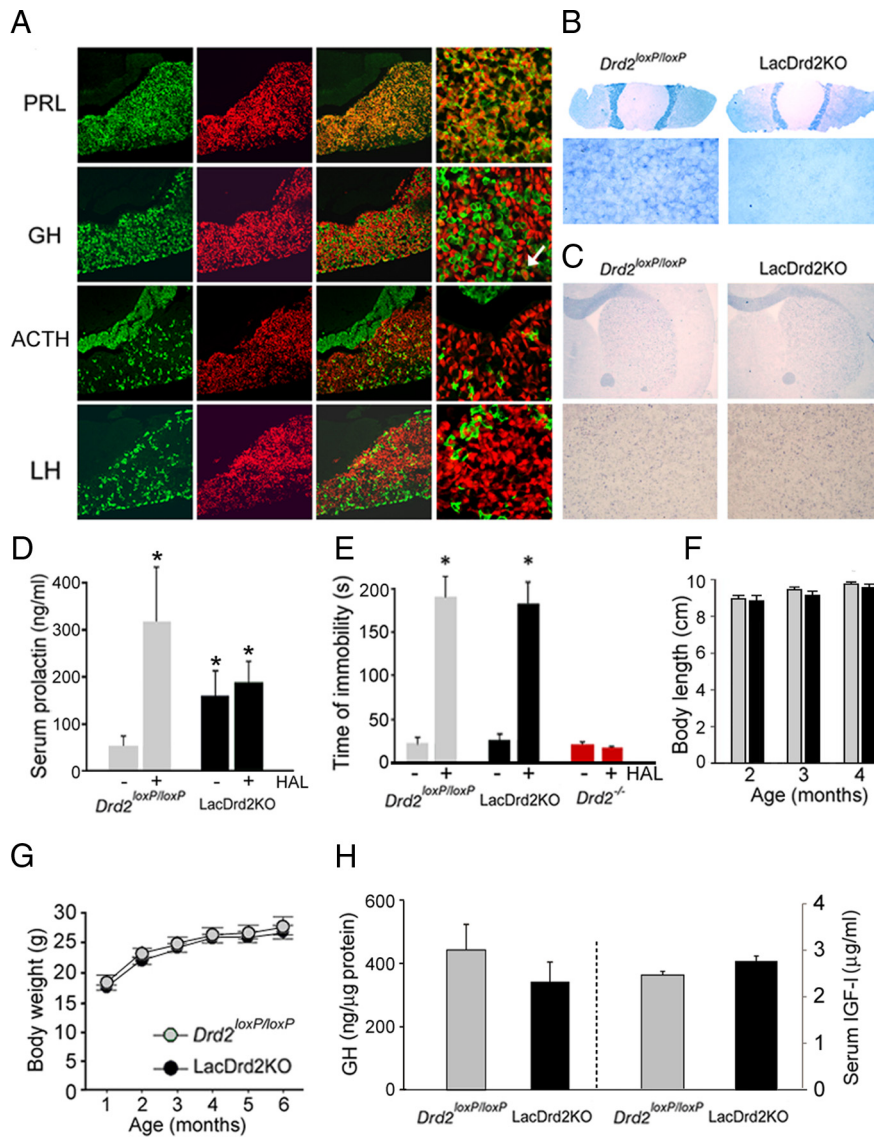 A
PRL
GH
ACTH
LH
B
Drd2loxP/loxP LacDrd2KO
C
Drd2loxP/loxP LacDrd2KO
D
Serum prolactin (ng/ml)
400
300
200
100
0
- + - + HAL
Drd2loxP/loxP LacDrd2KO
* * *
E
Time of immobility (s)
200
150
100
50
0
- + - + - + HAL
Drd2loxP/loxP LacDrd2KO Drd2-/-
* *
F
Body length (cm)
10
8
6
4
2
0
2 3 4
Age (months)
G
Body weight (g)
30
25
20
15
10
5
0
Drd2loxP/loxP
LacDrd2KO
1 2 3 4 5 6
Age (months)
H
GH (ng/μg protein)
600
400
200
0
Drd2loxP/loxP LacDrd2KO Drd2loxP/loxP LacDrd2KO
4
3
2
1
0
Serum IGF-I (μg/ml)